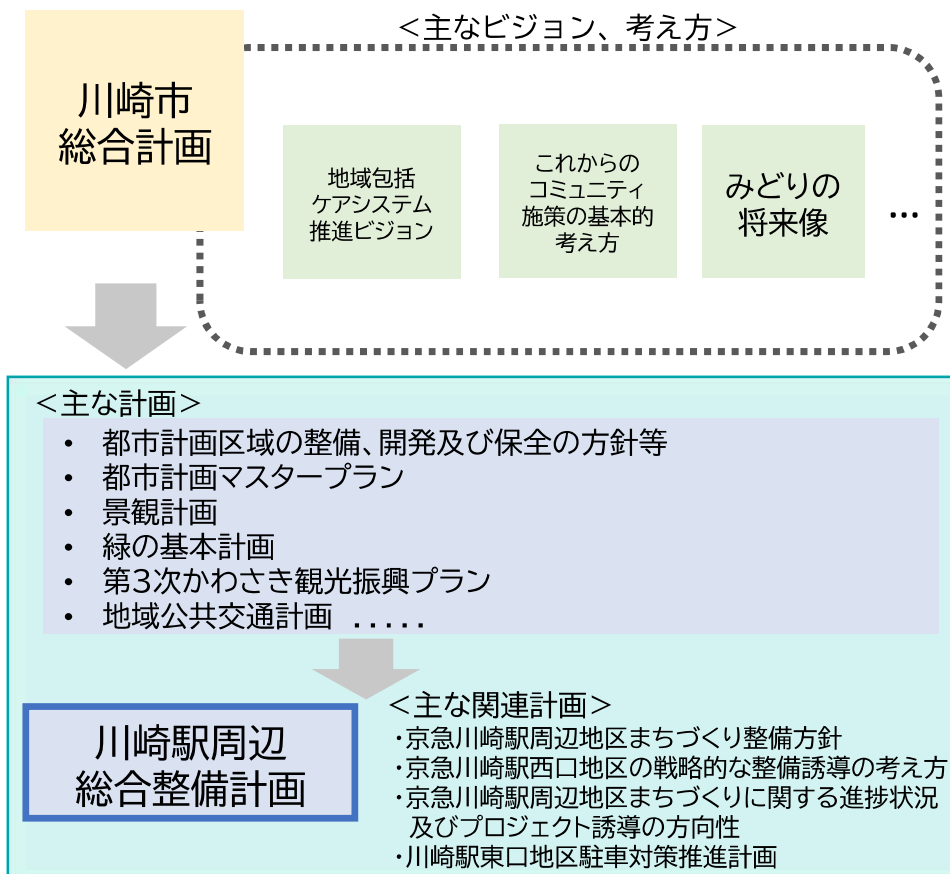 ＜主なビジョン、考え方＞
川崎市
総合計画
地域包括
ケアシステム
推進ビジョン
これからの
コミュニティ
施策の基本的
考え方
みどりの
将来像
…
＜主な計画＞
• 都市計画区域の整備、開発及び保全の方針等
• 都市計画マスタープラン
• 景観計画
• 緑の基本計画
• 第３次かわさき観光振興プラン
• 地域公共交通計画 .....
川崎駅周辺
総合整備計画
＜主な関連計画＞
・京急川崎駅周辺地区まちづくり整備方針
・京急川崎駅西口地区の戦略的な整備誘導の考え方
・京急川崎駅周辺地区まちづくりに関する進捗状況
及びプロジェクト誘導の方向性
・川崎駅東口地区駐車対策推進計画